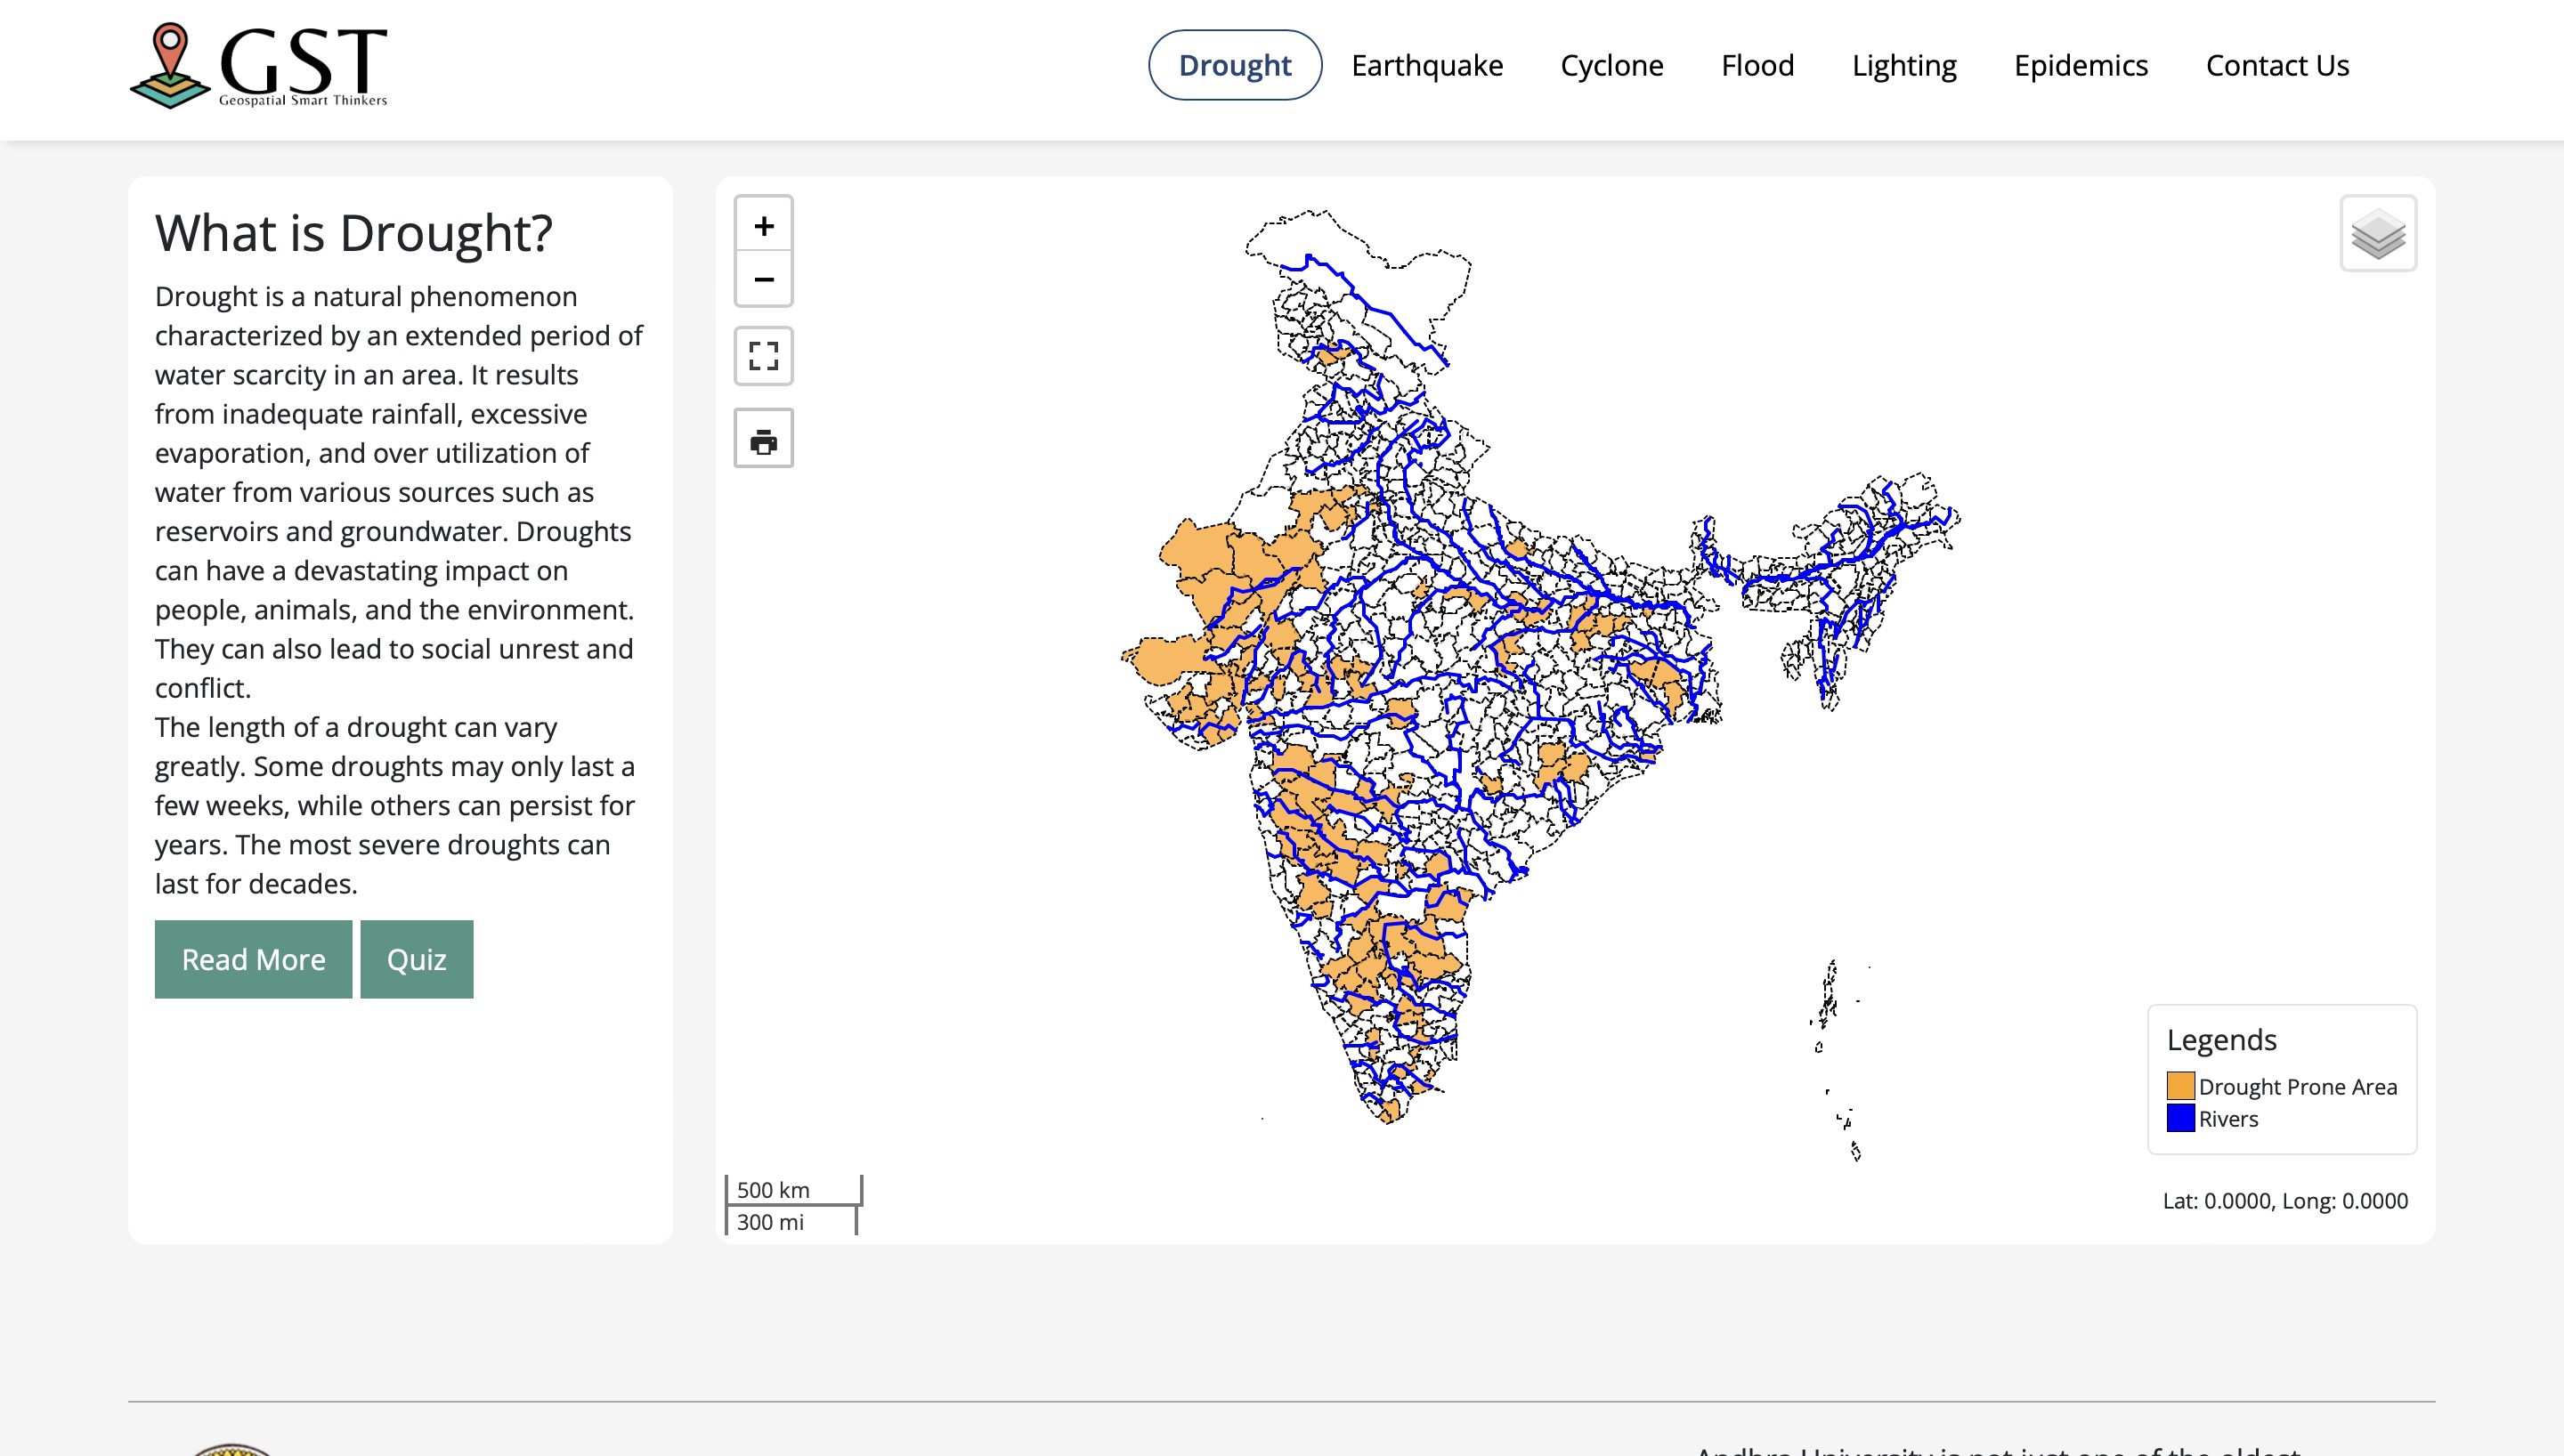 GST
Geospatial Smart Thinkers
Drought
Earthquake
Cyclone
Flood
Lighting
Epidemics
Contact Us
What is Drought?
Drought is a natural phenomenon
characterized by an extended period of
water scarcity in an area. It results
from inadequate rainfall, excessive
evaporation, and over utilization of
water from various sources such as
reservoirs and groundwater. Droughts
can have a devastating impact on
people, animals, and the environment.
They can also lead to social unrest and
conflict.
The length of a drought can vary
greatly. Some droughts may only last a
few weeks, while others can persist for
years. The most severe droughts can
last for decades.
Read More
Quiz
+
−
Legends
Drought Prone Area
Rivers
500 km
300 mi
Lat: 0.0000, Long: 0.0000
Andhra University is not just one of the oldest